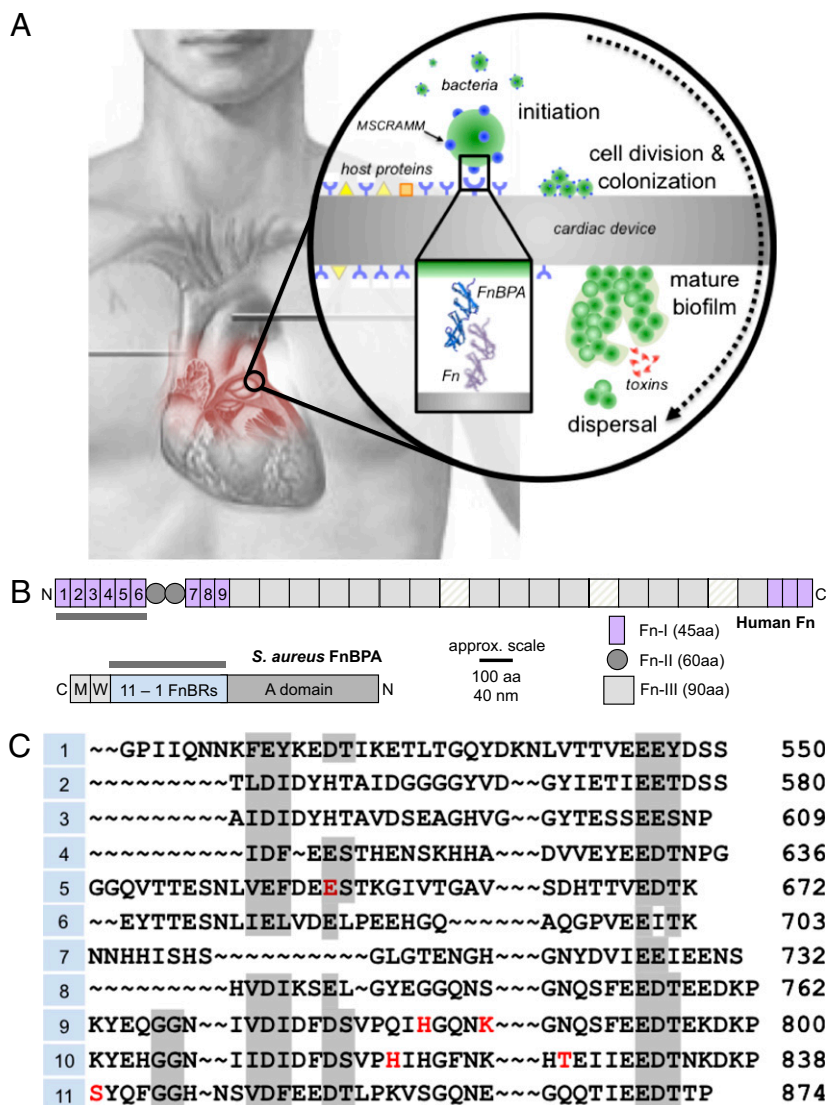 A
bacteria
initiation
MSCRAMM
cell division &
colonization
host proteins
cardiac device
mature
biofilm
FnBPA
Fn
toxins
dispersal
B
N 1 2 3 4 5 6 7 8 9 C
Human Fn
S. aureus FnBPA
approx. scale
100 aa
40 nm
Fn-I (45aa)
Fn-II (60aa)
Fn-III (90aa)
C M W 11 – 1 FnBRs A domain N
C
1 ~~GPIIQNNKFEYKEDTIKETLTGQYDKNLVTTVEEEYDSS 550
2 ~~~~~~~~~TLDIDYHTAIDGGGGYVD~~GYIETIEETDSS 580
3 ~~~~~~~~~AIDIDYHTAVDSEAGHVG~~GYTESSEESNP 609
4 ~~~~~~~~~~IDF~EESTHENSKHHA~~~DVVEYEEDTNPG 636
5 GGQVTTESNLVEFDEESTKGIVTGAV~~~SDHTTVEDTK 672
6 ~~EYTTESNLIELVDELPEEHGQ~~~~~~AQGPVEEITK 703
7 NNHHISHS~~~~~~~~~~GLGTENGH~~~GNYDVIEEIEENS 732
8 ~~~~~~~~~HVDIKSEL~GYEGGQNS~~~GNQSFEEDTEEDKP 762
9 KYEQGGN~~IVDIDFDSVPQIHGQNK~~~GNQSFEEDTEKDKP 800
10 KYEHGGN~~IIDIDFDSVPHIHGFNK~~~HTEIIEEDTNKDKP 838
11 SYQFGGH~NSVDFEEDTLPKVSGQNE~~~GQQTIEEDTTP 874